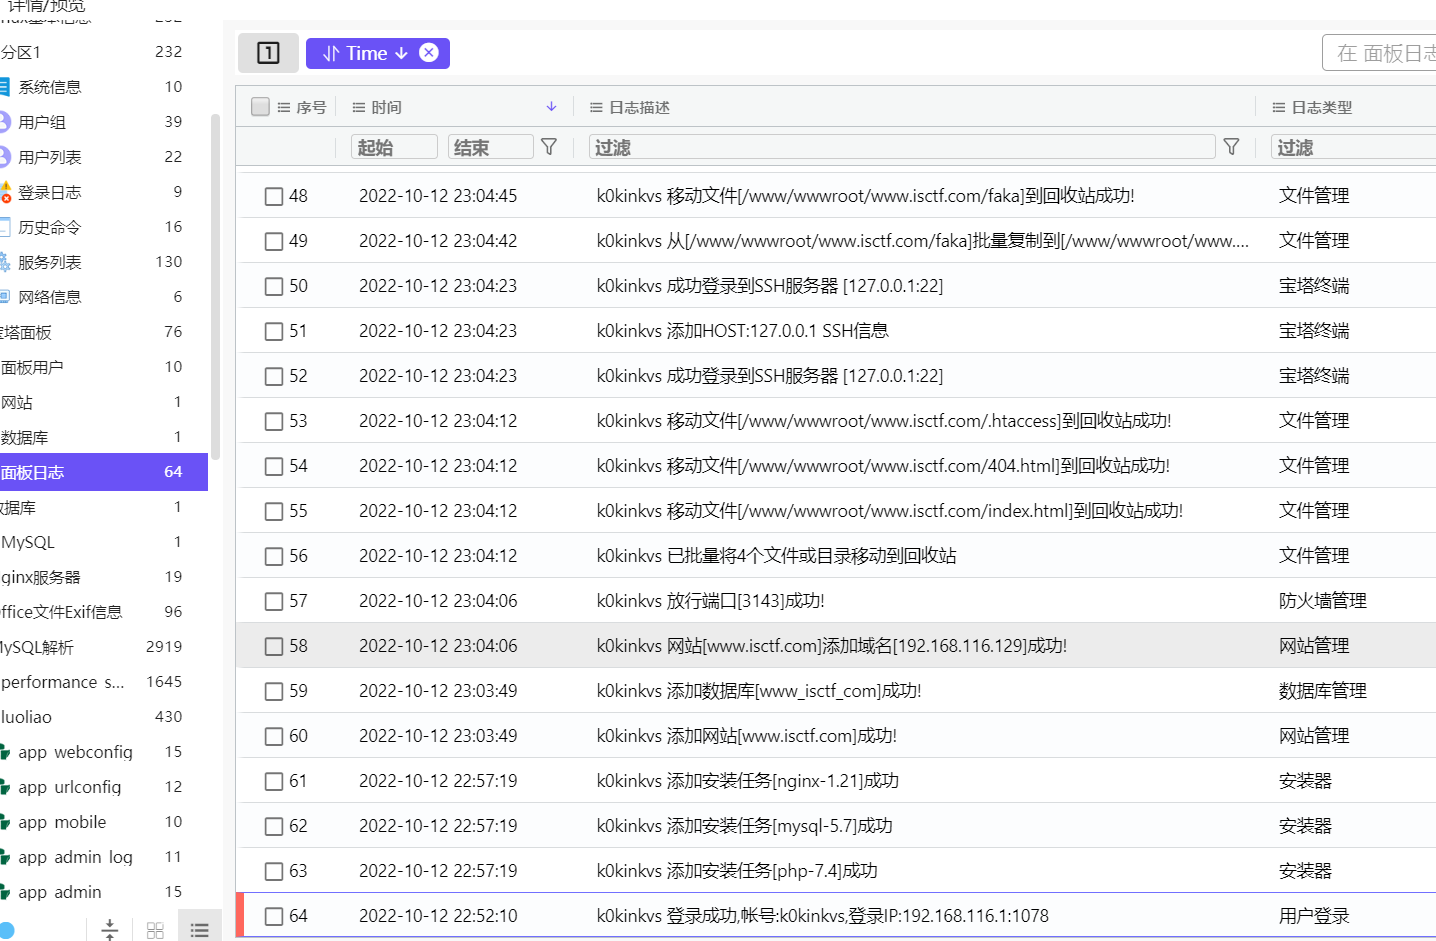 详情/预览
分区1 232
系统信息 10
用户组 39
用户列表 22
登录日志 9
历史命令 16
服务列表 130
网络信息 6
塔面板 76
面板用户 10
网站 1
数据库 1
面板日志 64
据库 1
MySQL 1
ginx服务器 19
ffice文件Exif信息 96
MySQL解析 2919
performance_s... 1645
luoliao 430
app_webconfig 15
app_urlconfig 12
app_mobile 10
app_admin_log 11
app_admin 15
1 Time
在 面板日志
序号 时间 日志描述 日志类型
起始 结束 过滤 过滤
48 2022-10-12 23:04:45 k0kinkvs 移动文件[/www/wwwroot/www.isctf.com/faka]到回收站成功! 文件管理
49 2022-10-12 23:04:42 k0kinkvs 从[/www/wwwroot/www.isctf.com/faka]批量复制到[/www/wwwroot/www.... 文件管理
50 2022-10-12 23:04:23 k0kinkvs 成功登录到SSH服务器 [127.0.0.1:22] 宝塔终端
51 2022-10-12 23:04:23 k0kinkvs 添加HOST:127.0.0.1 SSH信息 宝塔终端
52 2022-10-12 23:04:23 k0kinkvs 成功登录到SSH服务器 [127.0.0.1:22] 宝塔终端
53 2022-10-12 23:04:12 k0kinkvs 移动文件[/www/wwwroot/www.isctf.com/.htaccess]到回收站成功! 文件管理
54 2022-10-12 23:04:12 k0kinkvs 移动文件[/www/wwwroot/www.isctf.com/404.html]到回收站成功! 文件管理
55 2022-10-12 23:04:12 k0kinkvs 移动文件[/www/wwwroot/www.isctf.com/index.html]到回收站成功! 文件管理
56 2022-10-12 23:04:12 k0kinkvs 已批量将4个文件或目录移动到回收站 文件管理
57 2022-10-12 23:04:06 k0kinkvs 放行端口[3143]成功! 防火墙管理
58 2022-10-12 23:04:06 k0kinkvs 网站[www.isctf.com]添加域名[192.168.116.129]成功! 网站管理
59 2022-10-12 23:03:49 k0kinkvs 添加数据库[www_isctf_com]成功! 数据库管理
60 2022-10-12 23:03:49 k0kinkvs 添加网站[www.isctf.com]成功! 网站管理
61 2022-10-12 22:57:19 k0kinkvs 添加安装任务[nginx-1.21]成功 安装器
62 2022-10-12 22:57:19 k0kinkvs 添加安装任务[mysql-5.7]成功 安装器
63 2022-10-12 22:57:19 k0kinkvs 添加安装任务[php-7.4]成功 安装器
64 2022-10-12 22:52:10 k0kinkvs 登录成功,帐号:k0kinkvs,登录IP:192.168.116.1:1078 用户登录